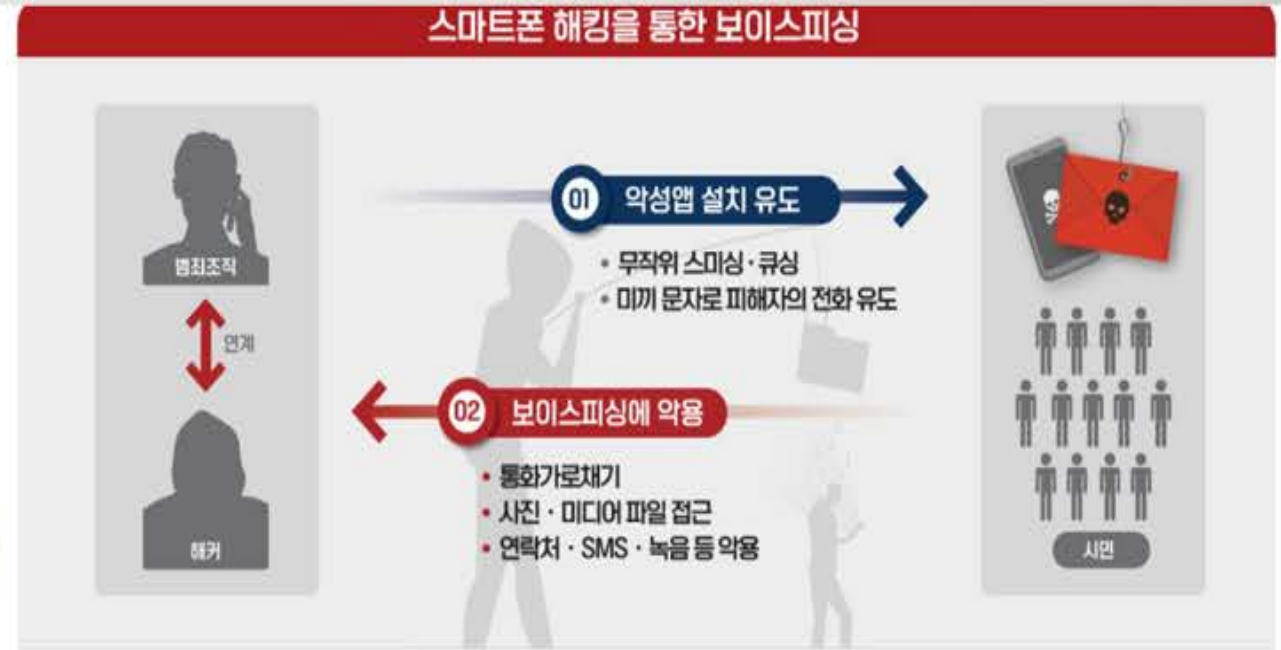 스마트폰 해킹을 통한 보이스피싱
범죄조직
연계
해커
01 악성앱 설치 유도
• 무작위 스미싱·큐싱
• 미끼 문자로 피해자의 전화 유도
02 보이스피싱에 악용
• 통화가로채기
• 사진 · 미디어 파일 접근
• 연락처 · SMS · 녹음 등 악용
시민